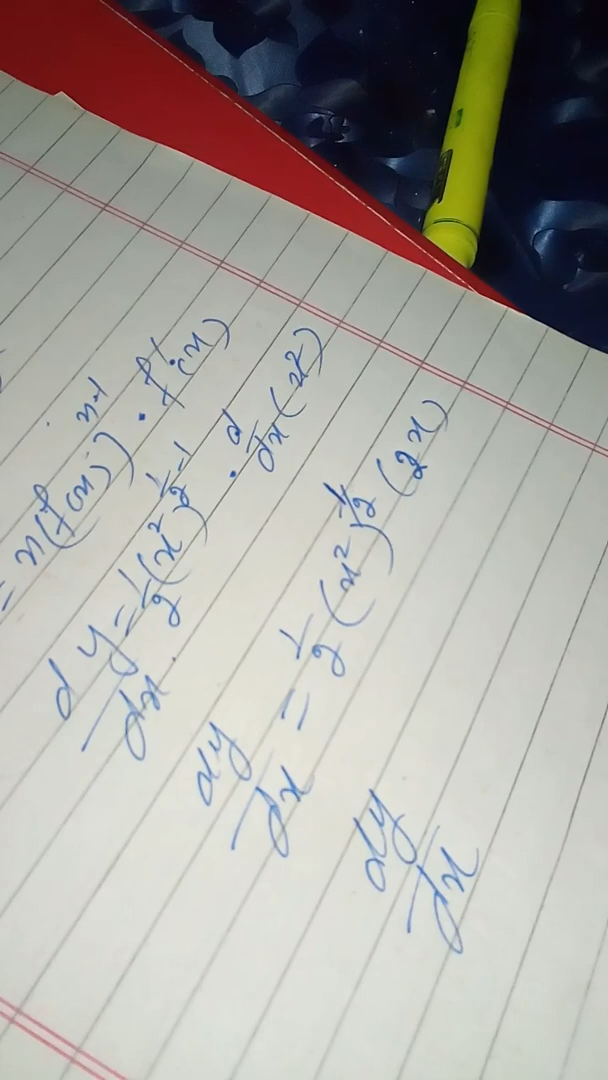 = n(f(x))^{n-1} · f'(x)
dy/dx = 1/2 (x²)^{1/2 -1} · d/dx (x²)
dy/dx = 1/2 (x²)^{1/2} (2x)
dy/dx